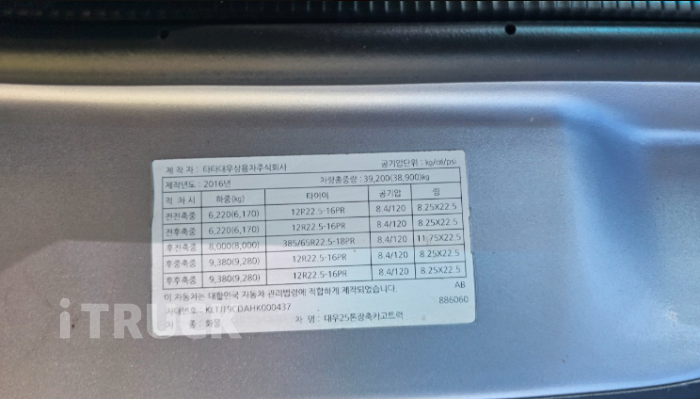 제 작 자 : 타타대우상용차주식회사 공기압단위 : kg/㎠/psi
제작년도 : 2016년 차량총중량 : 39,200(38,900)kg
적 차 시 하중(kg) 타이어 공기압 림
전전축중 6,220(6,170) 12R22.5-16PR 8.4/120 8.25X22.5
전후축중 6,220(6,170) 12R22.5-16PR 8.4/120 8.25X22.5
후전축중 8,000(8,000) 385/65R22.5-18PR 8.4/120 11.75X22.5
후중축중 9,380(9,280) 12R22.5-16PR 8.4/120 8.25X22.5
후후축중 9,380(9,280) 12R22.5-16PR 8.4/120 8.25X22.5
이 자동차는 대한민국 자동차 관리법령에 적합하게 제작되었습니다. AB
차대번호 : 886060
차 종 : 화물 차 명 : 대우25톤장축카고트럭
iTRUCK